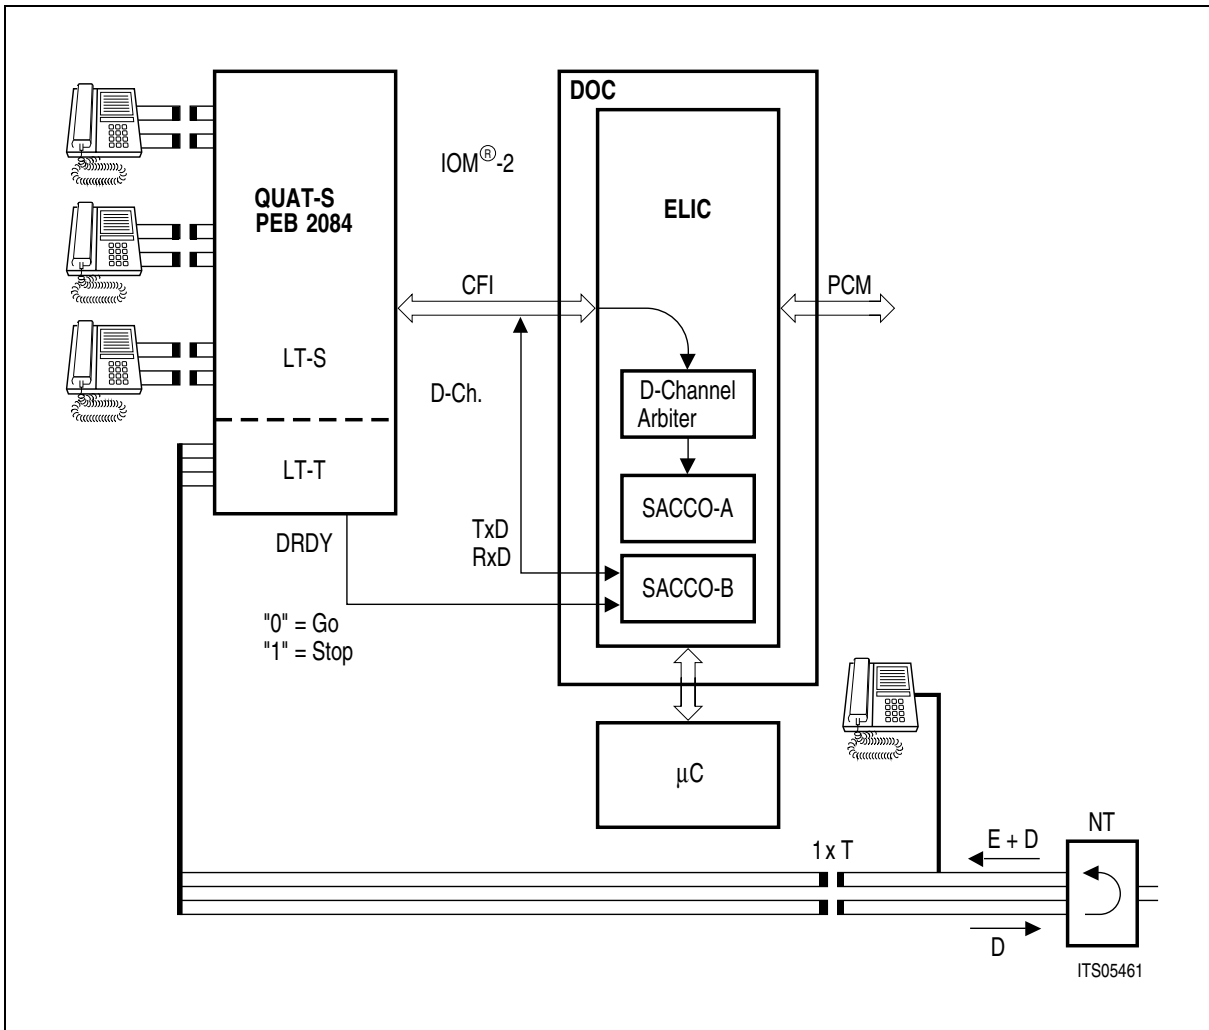 DOC
IOM®-2
QUAT-S
PEB 2084
ELIC
CFI
PCM
LT-S
D-Ch.
D-Channel
Arbiter
LT-T
SACCO-A
TxD
RxD
DRDY
SACCO-B
"0" = Go
"1" = Stop
µC
NT
1 x T
E + D
D
ITS05461